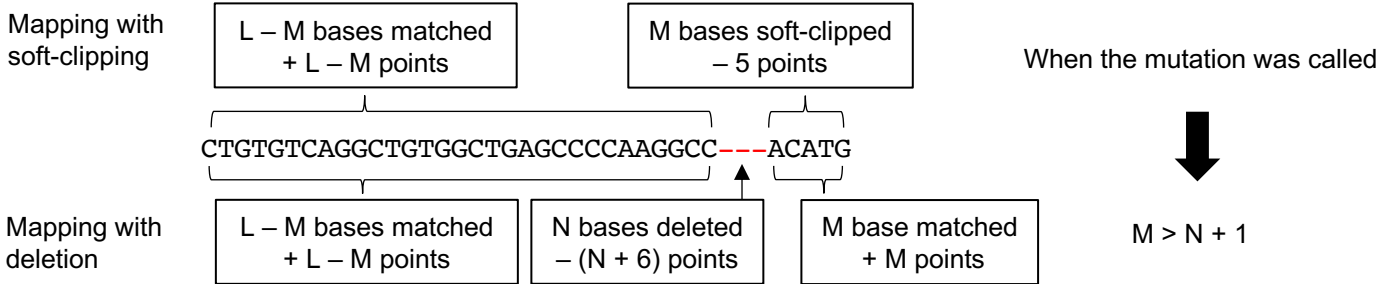 Mapping with
soft-clipping
L – M bases matched
+ L – M points
M bases soft-clipped
– 5 points
When the mutation was called
CTGTGTCAGGCTGTGGCTGAGCCCCAAGGCC---ACATG
Mapping with
deletion
L – M bases matched
+ L – M points
N bases deleted
– (N + 6) points
M base matched
+ M points
M > N + 1